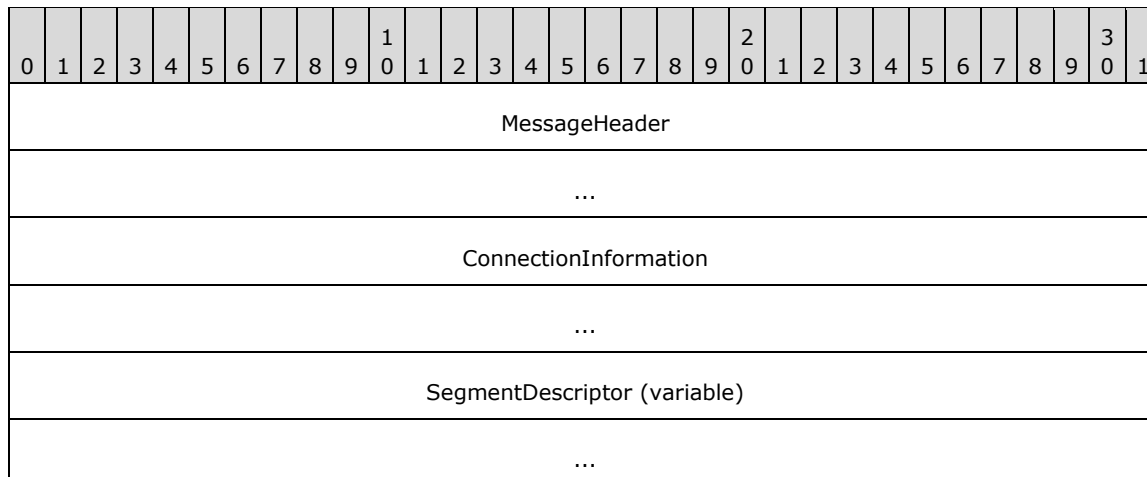 1 2 3
0 1 2 3 4 5 6 7 8 9 0 1 2 3 4 5 6 7 8 9 0 1 2 3 4 5 6 7 8 9 0 1
MessageHeader
...
ConnectionInformation
...
SegmentDescriptor (variable)
...